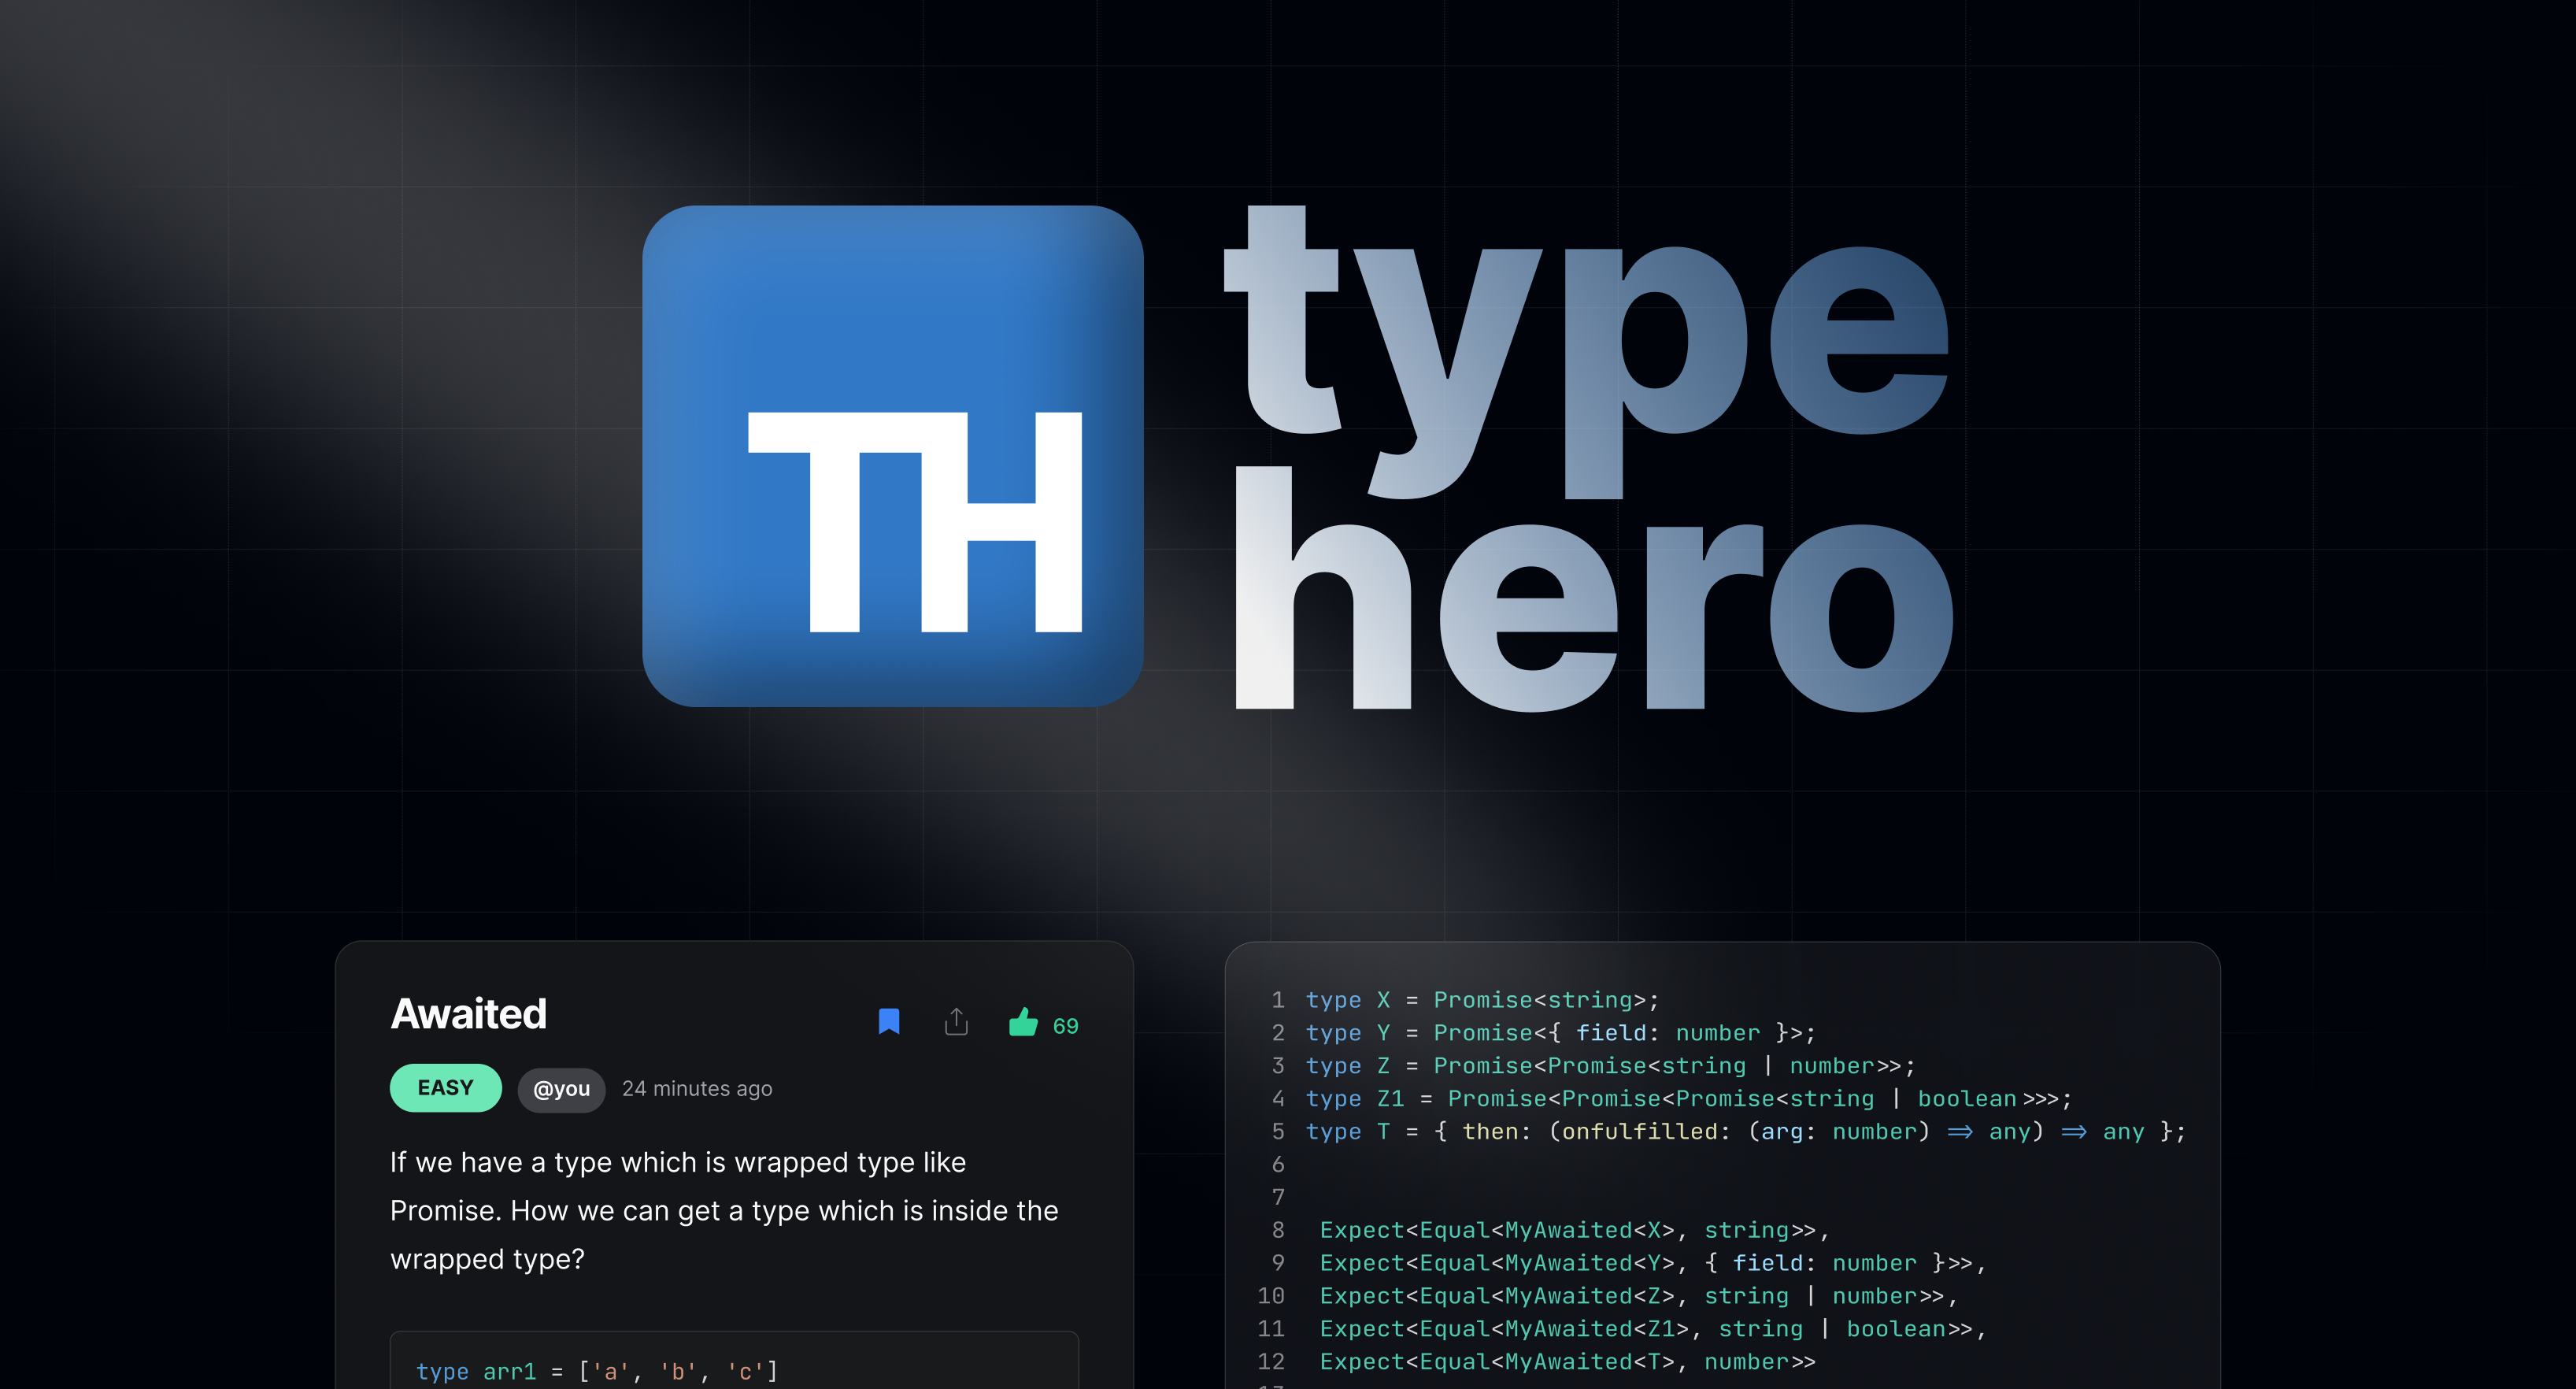 TH
type
hero
Awaited
69
EASY @you 24 minutes ago
If we have a type which is wrapped type like
Promise. How we can get a type which is inside the
wrapped type?
type arr1 = ['a', 'b', 'c']
1 type X = Promise<string>;
2 type Y = Promise<{ field: number }>;
3 type Z = Promise<Promise<string | number>>;
4 type Z1 = Promise<Promise<Promise<string | boolean>>>;
5 type T = { then: (onfulfilled: (arg: number) => any) => any };
6
7
8 Expect<Equal<MyAwaited<X>, string>>,
9 Expect<Equal<MyAwaited<Y>, { field: number }>>,
10 Expect<Equal<MyAwaited<Z>, string | number>>,
11 Expect<Equal<MyAwaited<Z1>, string | boolean>>,
12 Expect<Equal<MyAwaited<T>, number>>